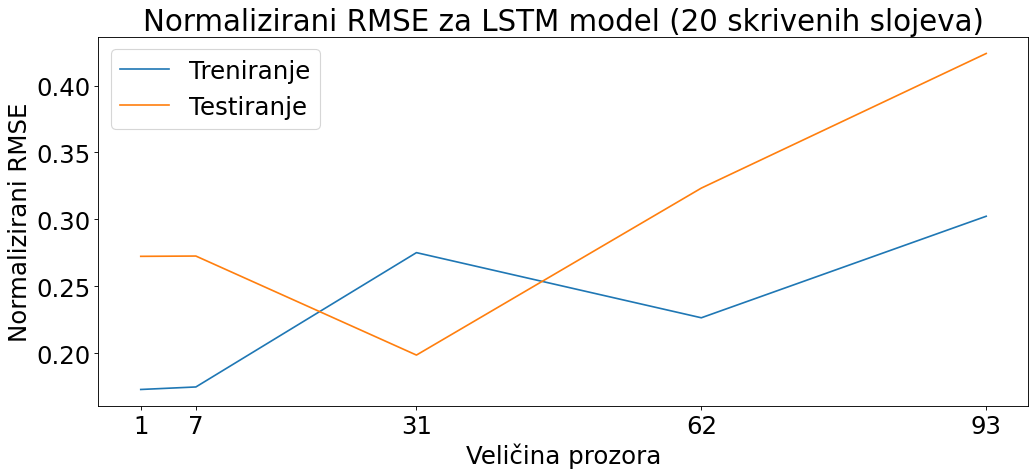 Normalizirani RMSE za LSTM model (20 skrivenih slojeva)
Treniranje
Testiranje
Normalizirani RMSE
0.40
0.35
0.30
0.25
0.20
1 7 31 62 93
Veličina prozora